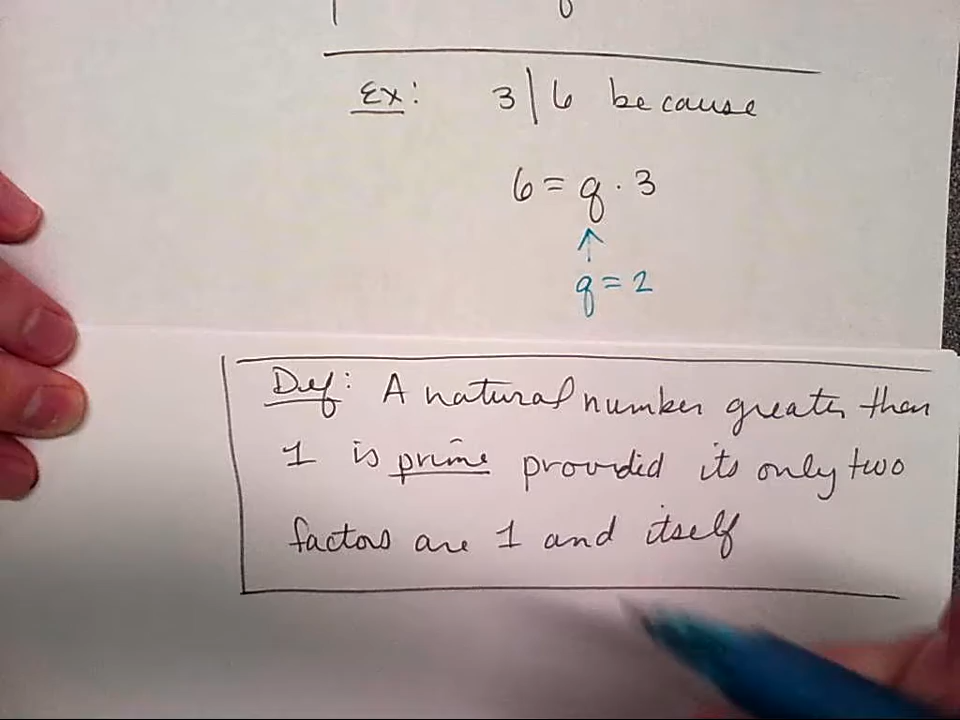 Ex: 3|6 because
6 = q · 3
↑
q = 2
Def: A natural number greater than
1 is prime provided its only two
factors are 1 and itself